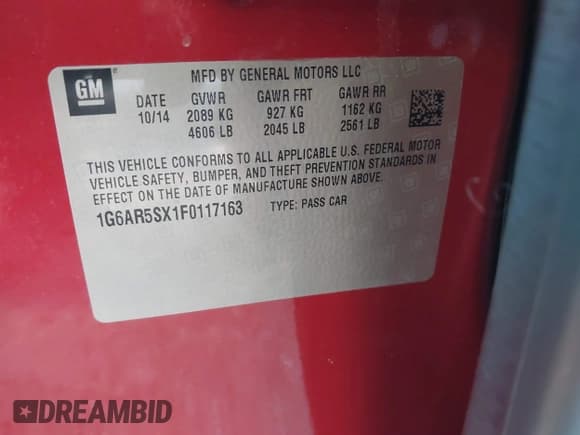 GM
MFD BY GENERAL MOTORS LLC
DATE GVWR GAWR FRT GAWR RR
10/14 2089 KG 927 KG 1162 KG
4606 LB 2045 LB 2561 LB
THIS VEHICLE CONFORMS TO ALL APPLICABLE U.S. FEDERAL MOTOR
VEHICLE SAFETY, BUMPER, AND THEFT PREVENTION STANDARDS IN
EFFECT ON THE DATE OF MANUFACTURE SHOWN ABOVE.
1G6AR5SX1F0117163 TYPE: PASS CAR
DREAMBID